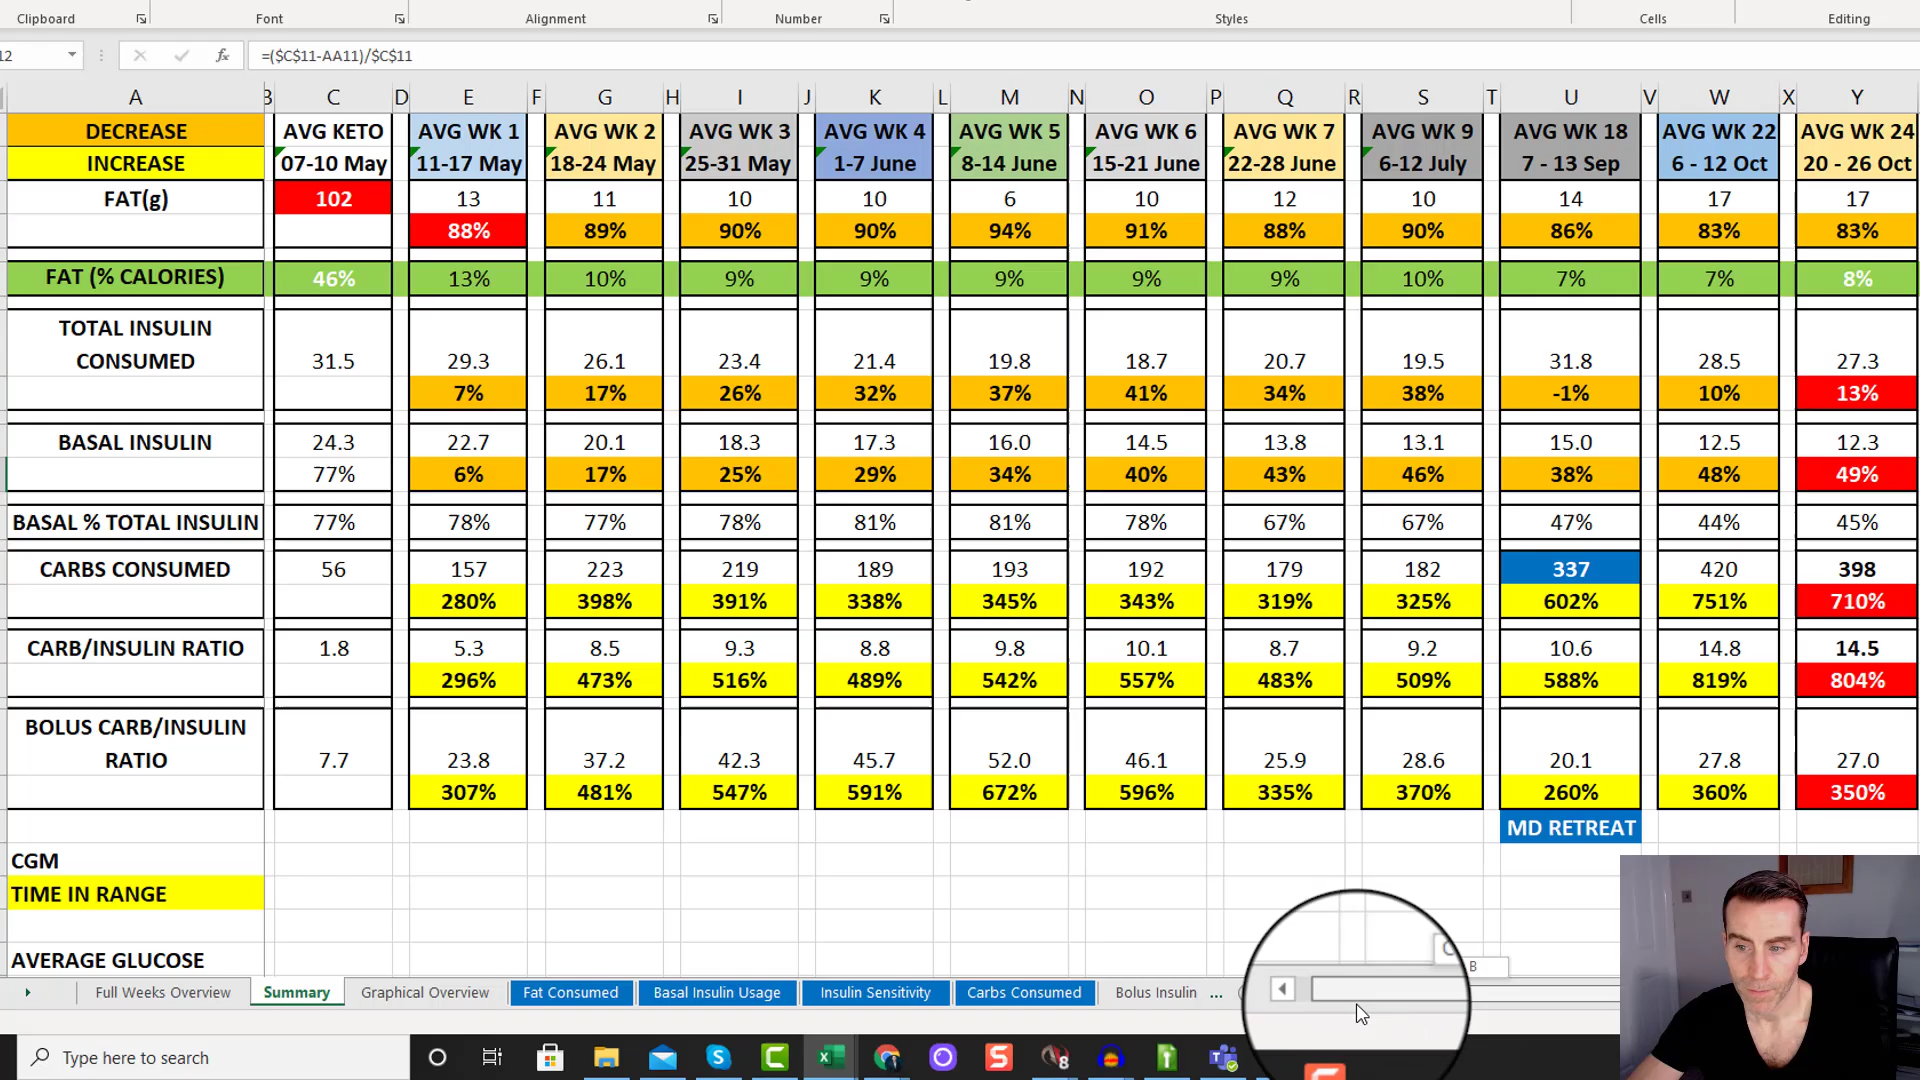 Clipboard Font Alignment Number Styles Cells Editing
12 fx =($C$11-AA11)/$C$11
A B C D E F G H I J K L M N O P Q R S T U V W X Y
DECREASE AVG KETO AVG WK 1 AVG WK 2 AVG WK 3 AVG WK 4 AVG WK 5 AVG WK 6 AVG WK 7 AVG WK 9 AVG WK 18 AVG WK 22 AVG WK 24
INCREASE 07-10 May 11-17 May 18-24 May 25-31 May 1-7 June 8-14 June 15-21 June 22-28 June 6-12 July 7 - 13 Sep 6 - 12 Oct 20 - 26 Oct
FAT(g) 102 13 11 10 10 6 10 12 10 14 17 17
88% 89% 90% 90% 94% 91% 88% 90% 86% 83% 83%
FAT (% CALORIES) 46% 13% 10% 9% 9% 9% 9% 9% 10% 7% 7% 8%
TOTAL INSULIN
CONSUMED 31.5 29.3 26.1 23.4 21.4 19.8 18.7 20.7 19.5 31.8 28.5 27.3
7% 17% 26% 32% 37% 41% 34% 38% -1% 10% 13%
BASAL INSULIN 24.3 22.7 20.1 18.3 17.3 16.0 14.5 13.8 13.1 15.0 12.5 12.3
77% 6% 17% 25% 29% 34% 40% 43% 46% 38% 48% 49%
BASAL % TOTAL INSULIN 77% 78% 77% 78% 81% 81% 78% 67% 67% 47% 44% 45%
CARBS CONSUMED 56 157 223 219 189 193 192 179 182 337 420 398
280% 398% 391% 338% 345% 343% 319% 325% 602% 751% 710%
CARB/INSULIN RATIO 1.8 5.3 8.5 9.3 8.8 9.8 10.1 8.7 9.2 10.6 14.8 14.5
296% 473% 516% 489% 542% 557% 483% 509% 588% 819% 804%
BOLUS CARB/INSULIN
RATIO 7.7 23.8 37.2 42.3 45.7 52.0 46.1 25.9 28.6 20.1 27.8 27.0
307% 481% 547% 591% 672% 596% 335% 370% 260% 360% 350%
MD RETREAT
CGM
TIME IN RANGE
AVERAGE GLUCOSE
B
Full Weeks Overview Summary Graphical Overview Fat Consumed Basal Insulin Usage Insulin Sensitivity Carbs Consumed Bolus Insulin ...
Type here to search